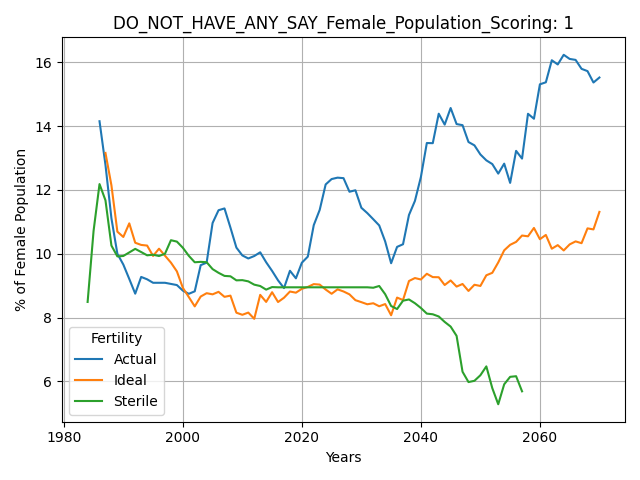 DO_NOT_HAVE_ANY_SAY_Female_Population_Scoring: 1
% of Female Population
16
14
12
10
8
6
Fertility
Actual
Ideal
Sterile
1980
2000
2020
2040
2060
Years